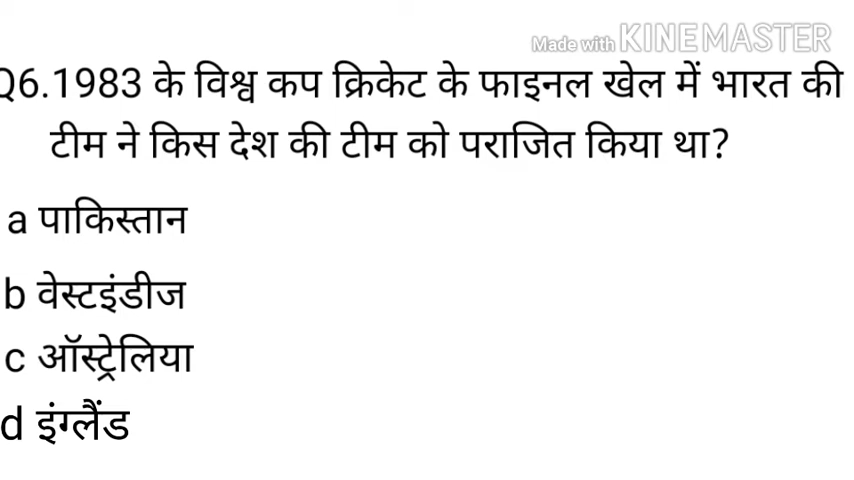 Made with KINEMASTER
Q6.1983 के विश्व कप क्रिकेट के फाइनल खेल में भारत की
टीम ने किस देश की टीम को पराजित किया था?
a पाकिस्तान
b वेस्टइंडीज
c ऑस्ट्रेलिया
d इंग्लैंड